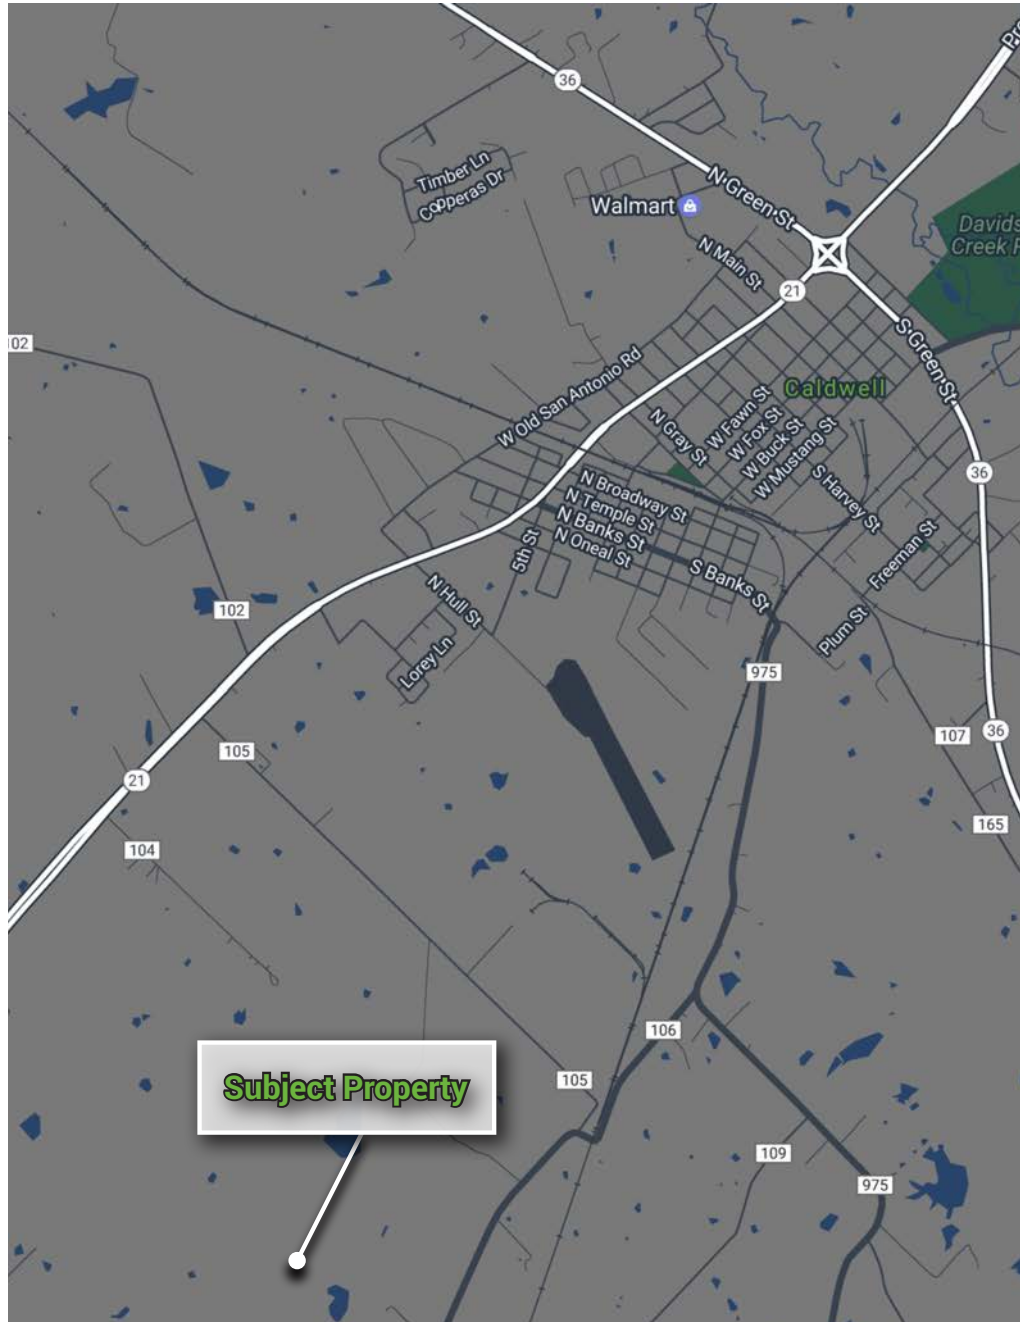 36
Pre
Timber Ln
Copperas Dr
N Green St
Walmart
Davids
Creek P
N Main St
21
102
S Green St
W Old San Antonio Rd
Caldwell
N Gray St
W Fawn St
W Fox St
W Buck St
W Mustang St
36
N Broadway St
N Temple St
N Banks St
N Oneal St
S Harvey St
5th St
Freeman St
S Banks St
N Hull St
102
Plum St
Lorey Ln
975
107
36
105
21
165
104
106
Subject Property
105
109
975